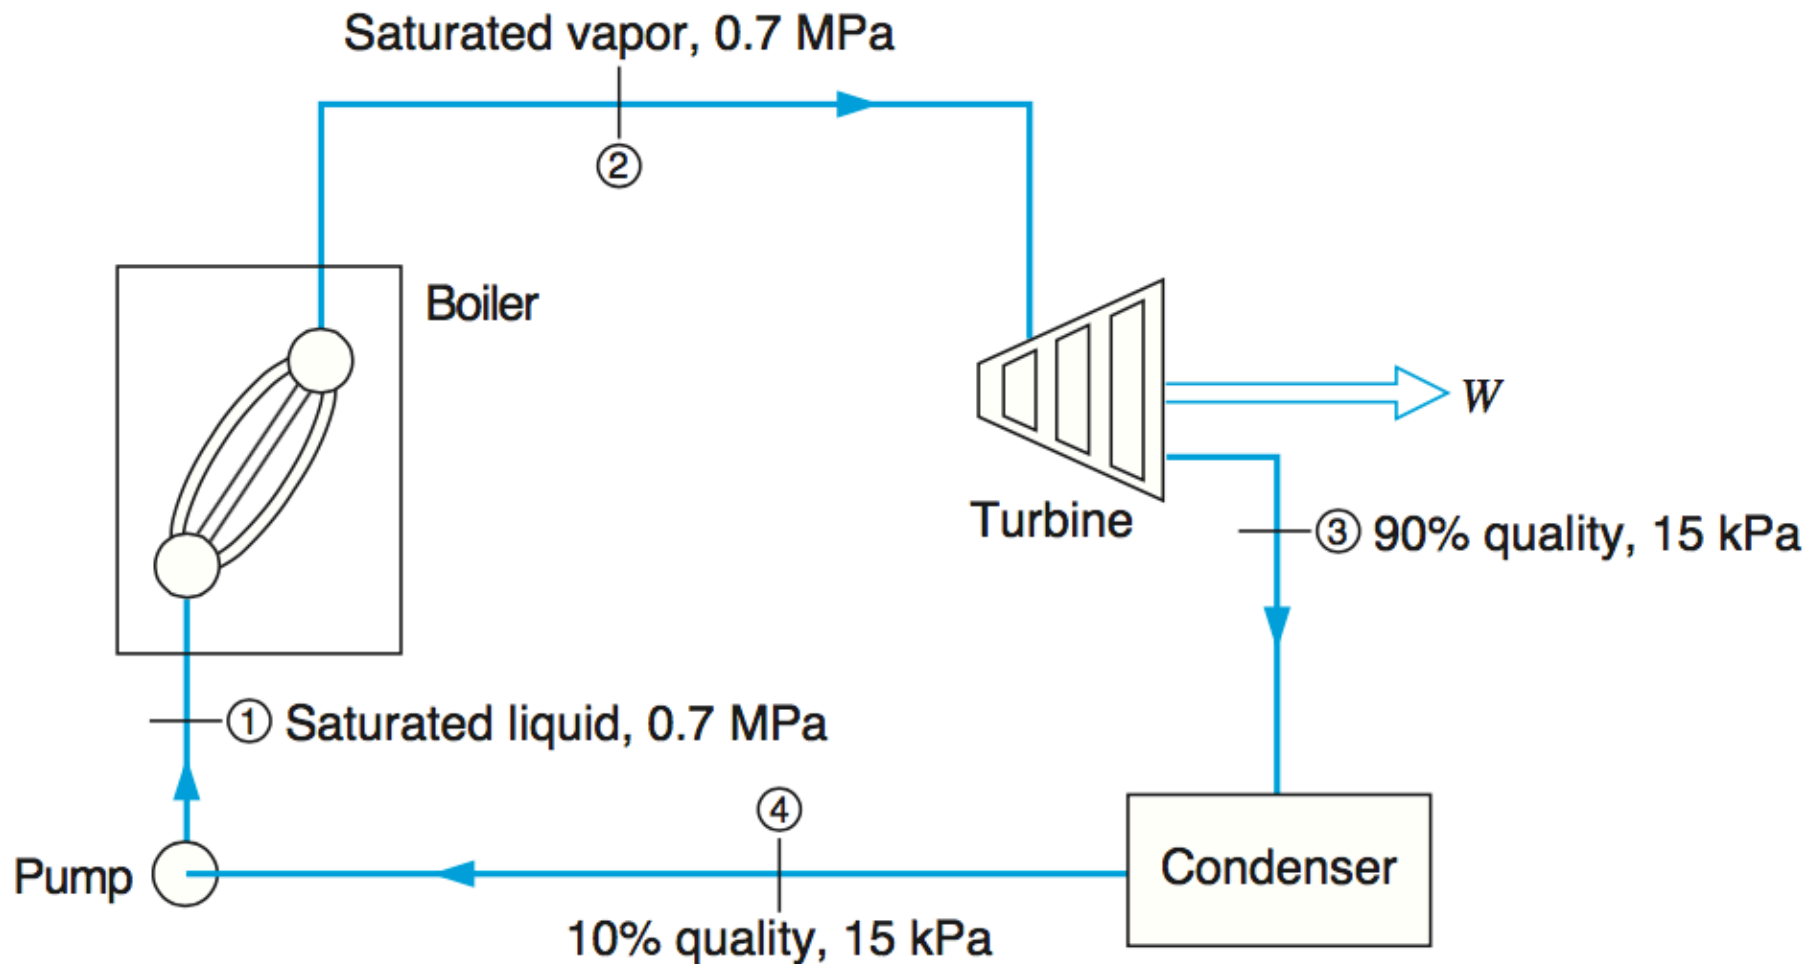 Saturated vapor, 0.7 MPa
②
Boiler
W
Turbine
③ 90% quality, 15 kPa
① Saturated liquid, 0.7 MPa
④
Pump
Condenser
10% quality, 15 kPa